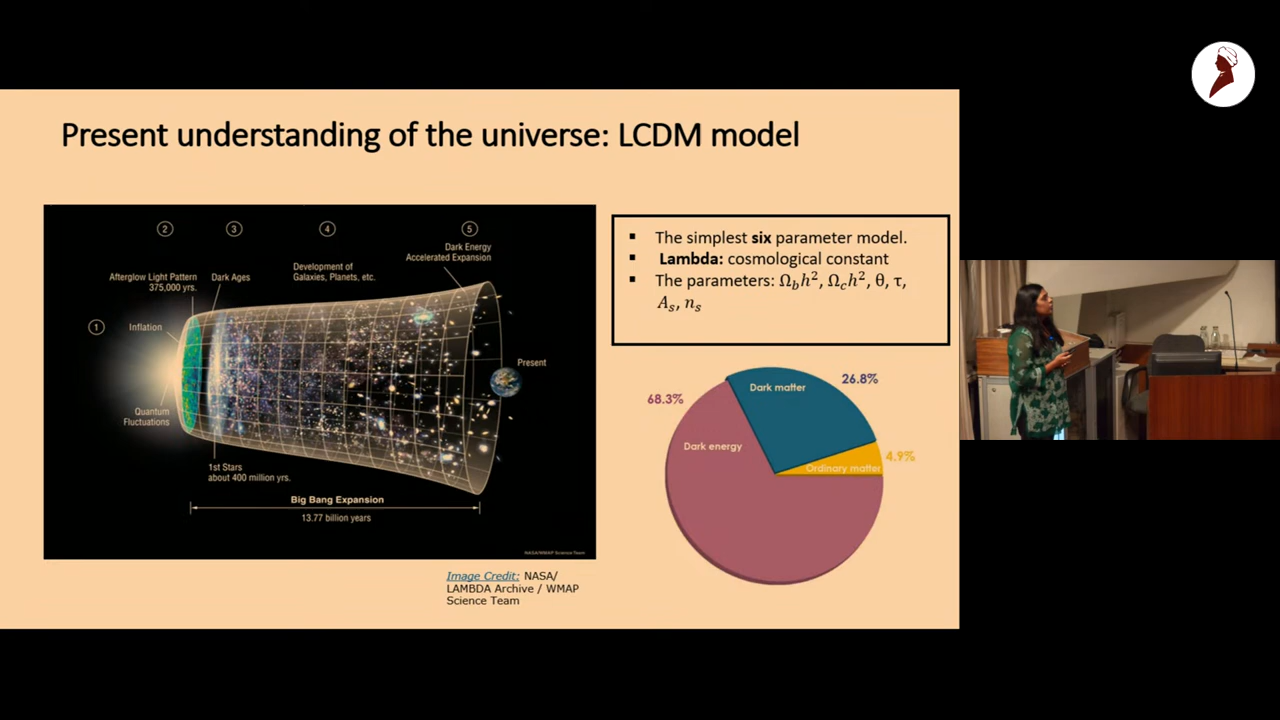 Present understanding of the universe: LCDM model
① ② ③ ④ ⑤
Dark Energy
Accelerated Expansion
Afterglow Light Pattern
375,000 yrs.
Dark Ages
Development of
Galaxies, Planets, etc.
Inflation
Present
Quantum
Fluctuations
1st Stars
about 400 million yrs.
Big Bang Expansion
13.77 billion years
NASA/WMAP Science Team
Image Credit: NASA/
LAMBDA Archive / WMAP
Science Team
▪ The simplest six parameter model.
▪ Lambda: cosmological constant
▪ The parameters: Ω_b h², Ω_c h², θ, τ,
A_s, n_s
Dark matter
26.8%
68.3%
Dark energy
4.9%
Ordinary matter